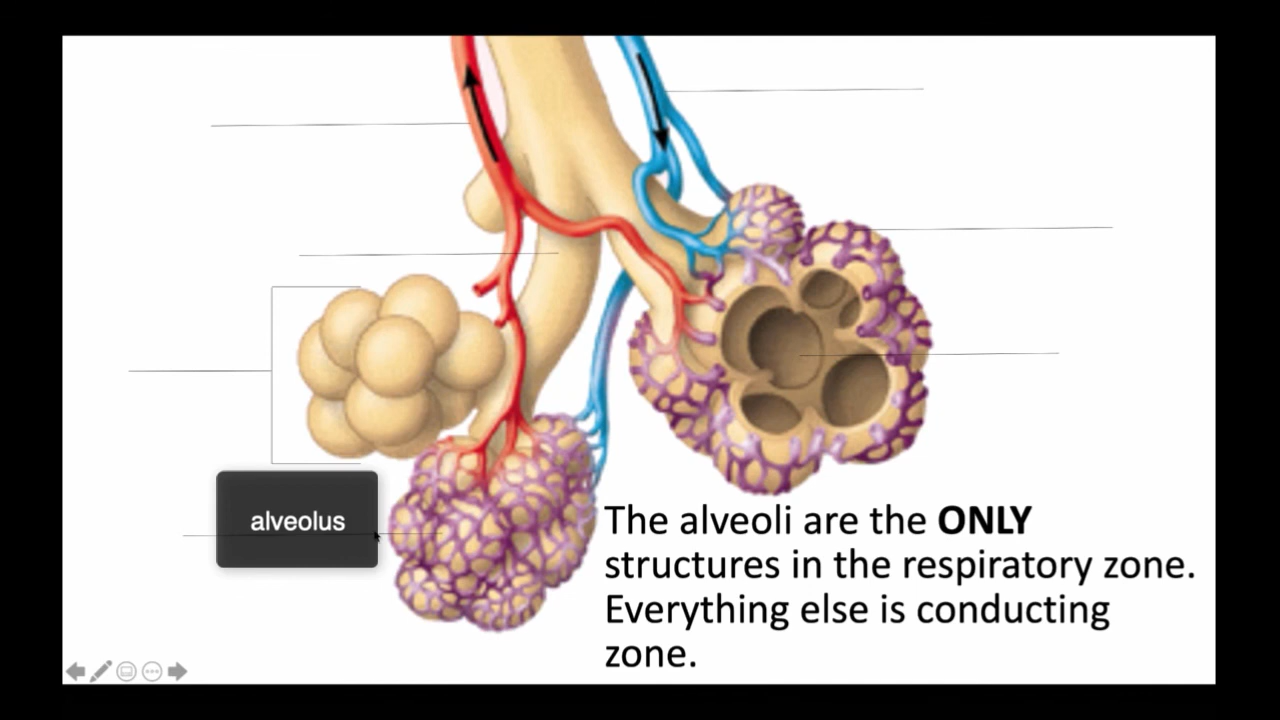 alveolus
The alveoli are the ONLY
structures in the respiratory zone.
Everything else is conducting
zone.